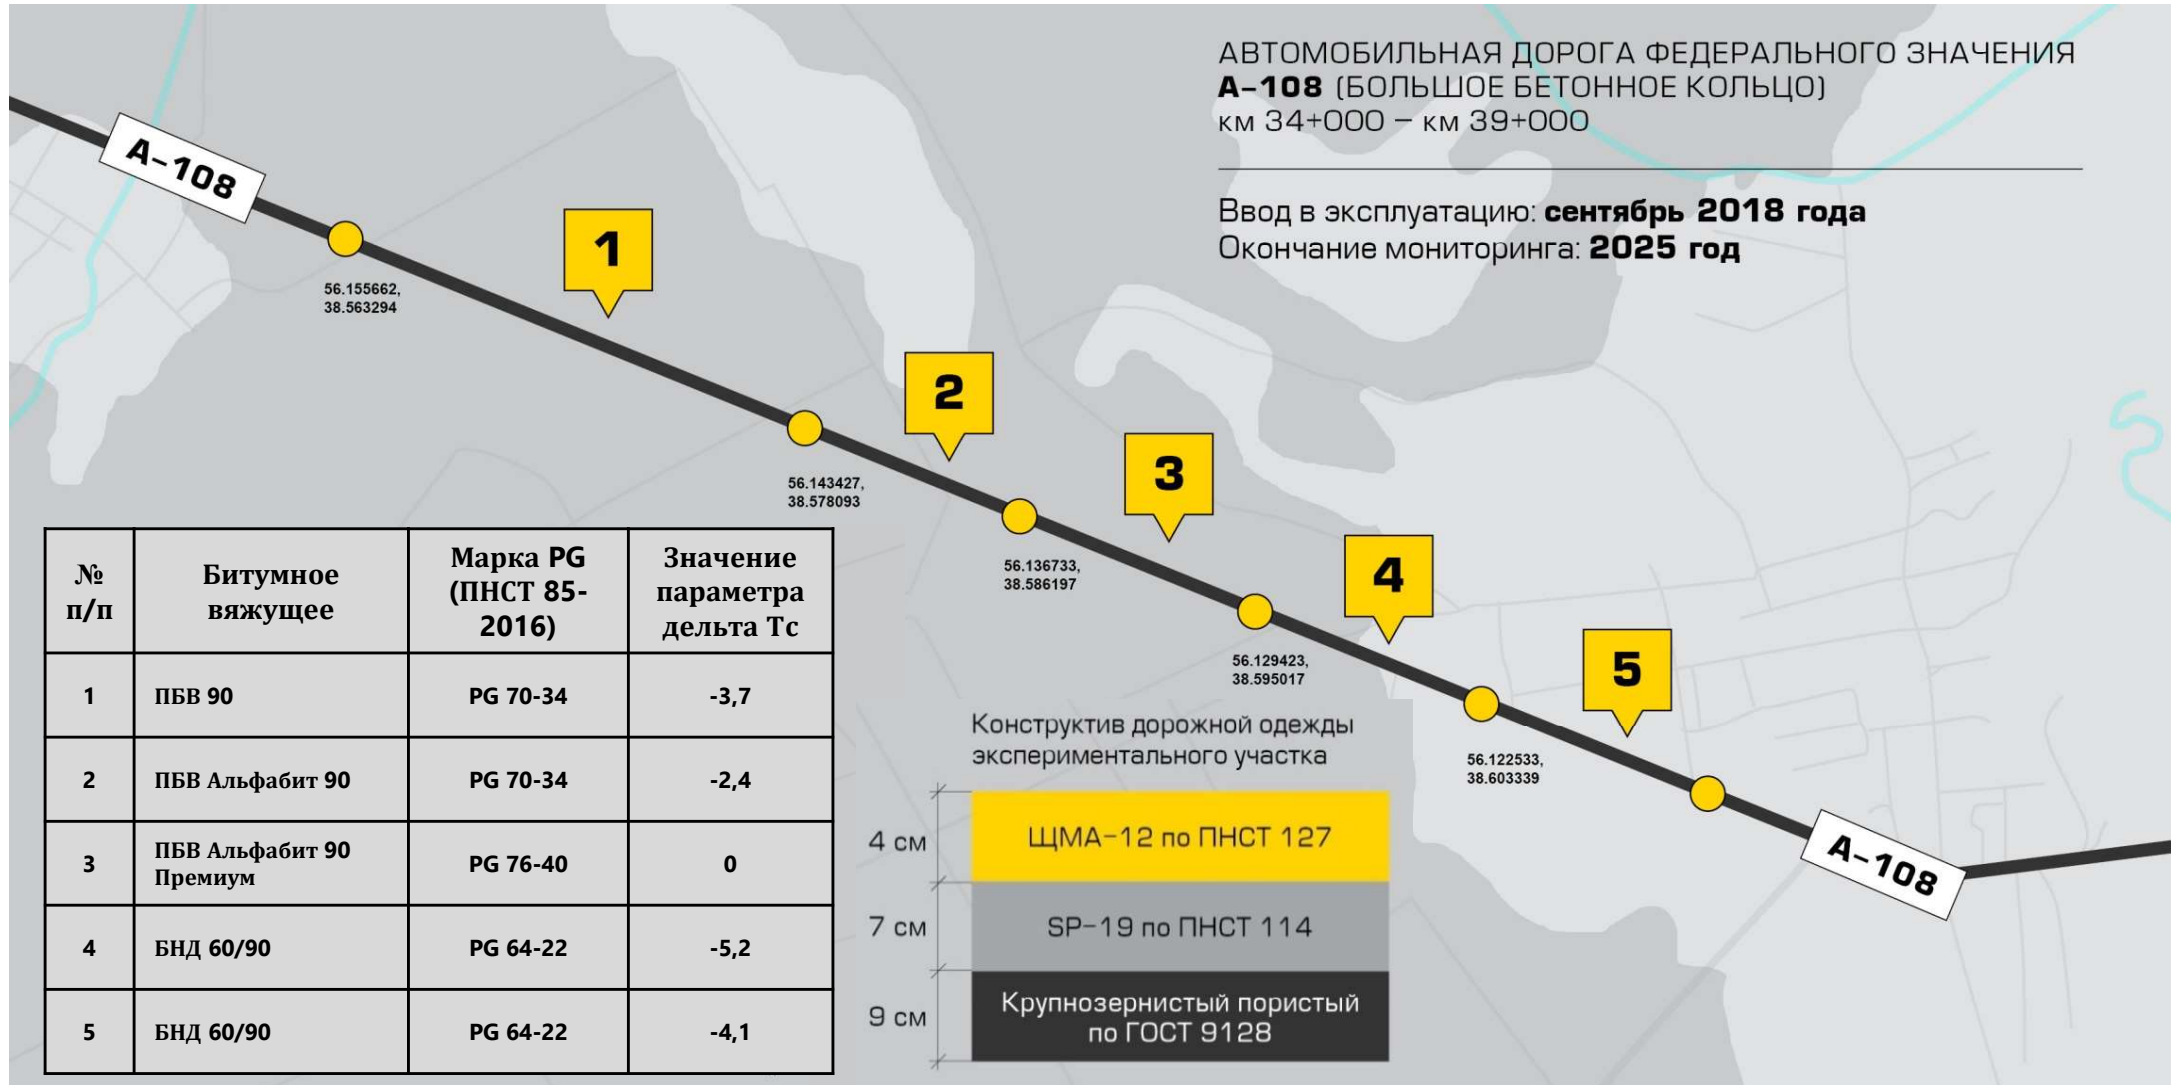 АВТОМОБИЛЬНАЯ ДОРОГА ФЕДЕРАЛЬНОГО ЗНАЧЕНИЯ
А-108 (БОЛЬШОЕ БЕТОННОЕ КОЛЬЦО)
км 34+000 – км 39+000
Ввод в эксплуатацию: сентябрь 2018 года
Окончание мониторинга: 2025 год
А-108
1
2
3
4
5
56.155662,
38.563294
56.143427,
38.578093
56.136733,
38.586197
56.129423,
38.595017
56.122533,
38.603339
А-108
№ п/п
Битумное вяжущее
Марка PG (ПНСТ 85-2016)
Значение параметра дельта Тс
1 ПБВ 90 PG 70-34 -3,7
2 ПБВ Альфабит 90 PG 70-34 -2,4
3 ПБВ Альфабит 90 Премиум PG 76-40 0
4 БНД 60/90 PG 64-22 -5,2
5 БНД 60/90 PG 64-22 -4,1
Конструктив дорожной одежды
экспериментального участка
4 см ЩМА-12 по ПНСТ 127
7 см SP-19 по ПНСТ 114
9 см Крупнозернистый пористый
по ГОСТ 9128